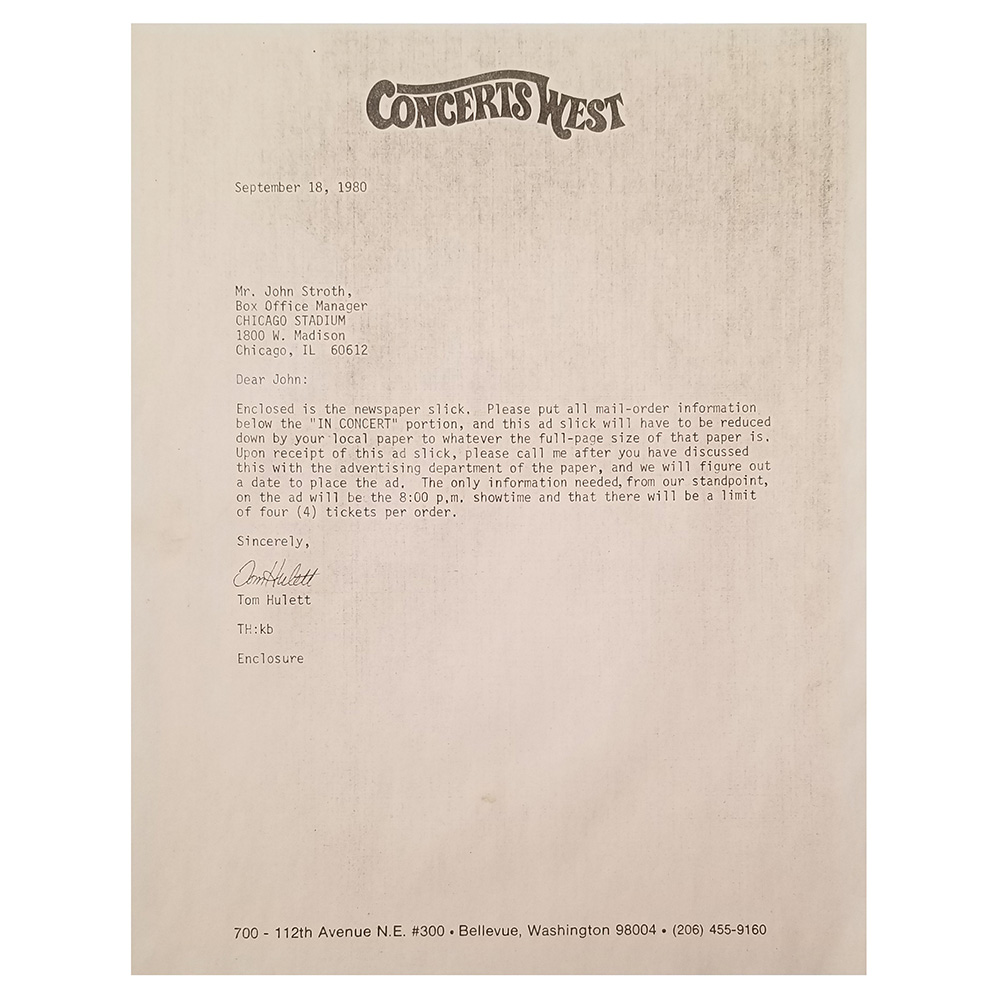 CONCERTS WEST
September 18, 1980
Mr. John Stroth,
Box Office Manager
CHICAGO STADIUM
1800 W. Madison
Chicago, IL  60612
Dear John:
Enclosed is the newspaper slick.  Please put all mail-order information
below the "IN CONCERT" portion, and this ad slick will have to be reduced
down by your local paper to whatever the full-page size of that paper is.
Upon receipt of this ad slick, please call me after you have discussed
this with the advertising department of the paper, and we will figure out
a date to place the ad.  The only information needed, from our standpoint,
on the ad will be the 8:00 p.m. showtime and that there will be a limit
of four (4) tickets per order.
Sincerely,
Tom Hulett
Tom Hulett
TH:kb
Enclosure
700 - 112th Avenue N.E. #300 • Bellevue, Washington 98004 • (206) 455-9160